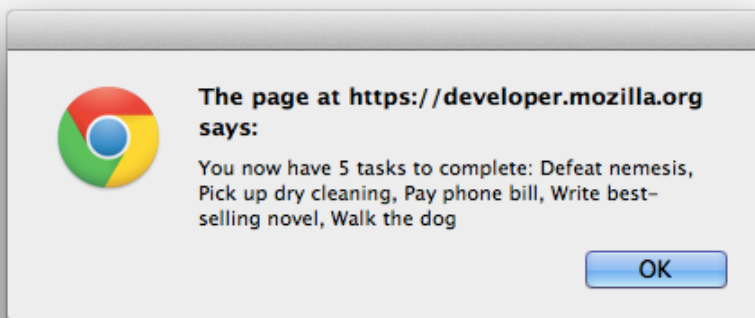 The page at https://developer.mozilla.org
says:
You now have 5 tasks to complete: Defeat nemesis,
Pick up dry cleaning, Pay phone bill, Write best-
selling novel, Walk the dog
OK